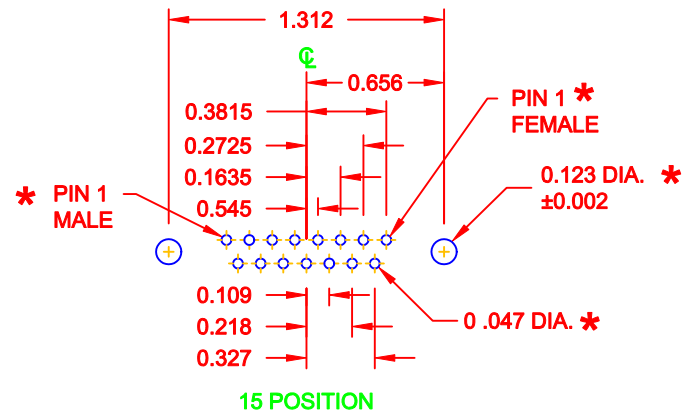 1.312
℄
0.656
0.3815
PIN 1 *
FEMALE
0.2725
0.1635
0.123 DIA. *
±0.002
* PIN 1
MALE
0.545
0.109
0 .047 DIA. *
0.218
0.327
15 POSITION